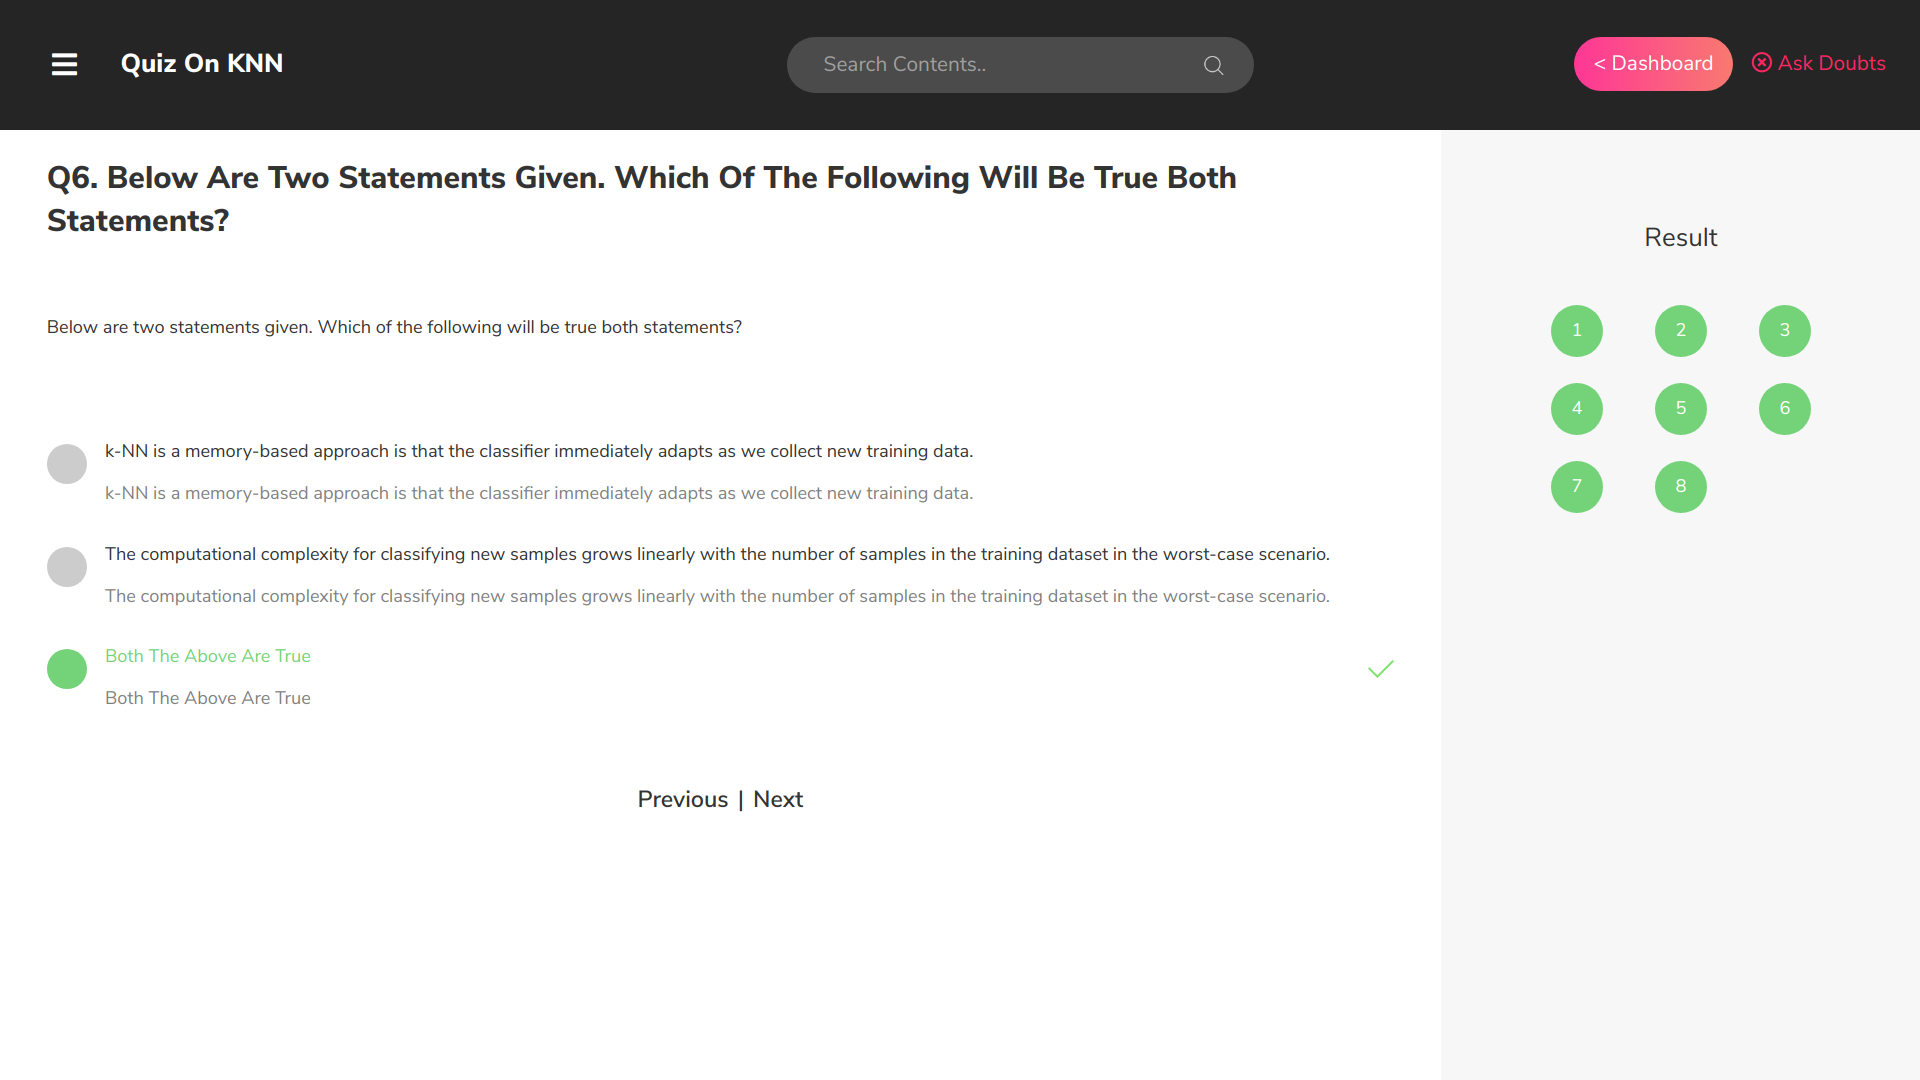 Quiz On KNN
Search Contents..
< Dashboard
Ask Doubts
Q6. Below Are Two Statements Given. Which Of The Following Will Be True Both
Statements?
Below are two statements given. Which of the following will be true both statements?
k-NN is a memory-based approach is that the classifier immediately adapts as we collect new training data.
k-NN is a memory-based approach is that the classifier immediately adapts as we collect new training data.
The computational complexity for classifying new samples grows linearly with the number of samples in the training dataset in the worst-case scenario.
The computational complexity for classifying new samples grows linearly with the number of samples in the training dataset in the worst-case scenario.
Both The Above Are True
Both The Above Are True
Previous | Next
Result
1 2 3
4 5 6
7 8